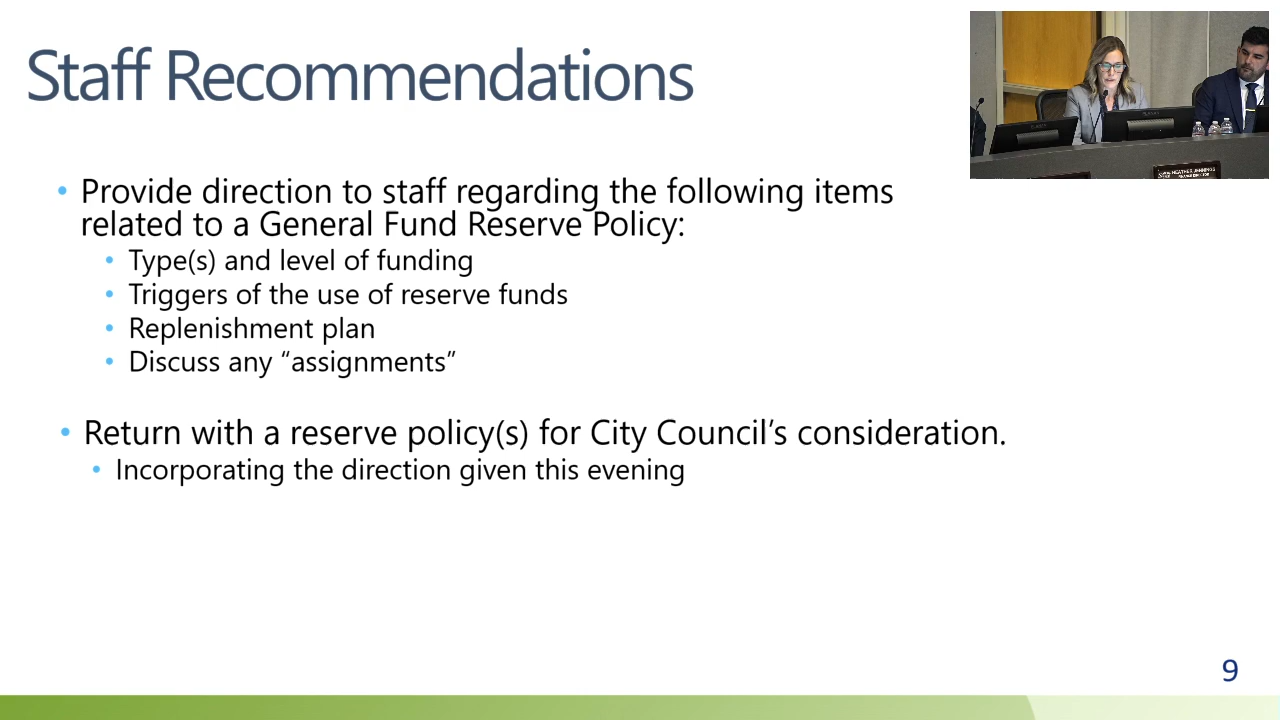 Staff Recommendations
• Provide direction to staff regarding the following items
related to a General Fund Reserve Policy:
• Type(s) and level of funding
• Triggers of the use of reserve funds
• Replenishment plan
• Discuss any “assignments”
• Return with a reserve policy(s) for City Council’s consideration.
• Incorporating the direction given this evening
HEATHER JENNINGS
9